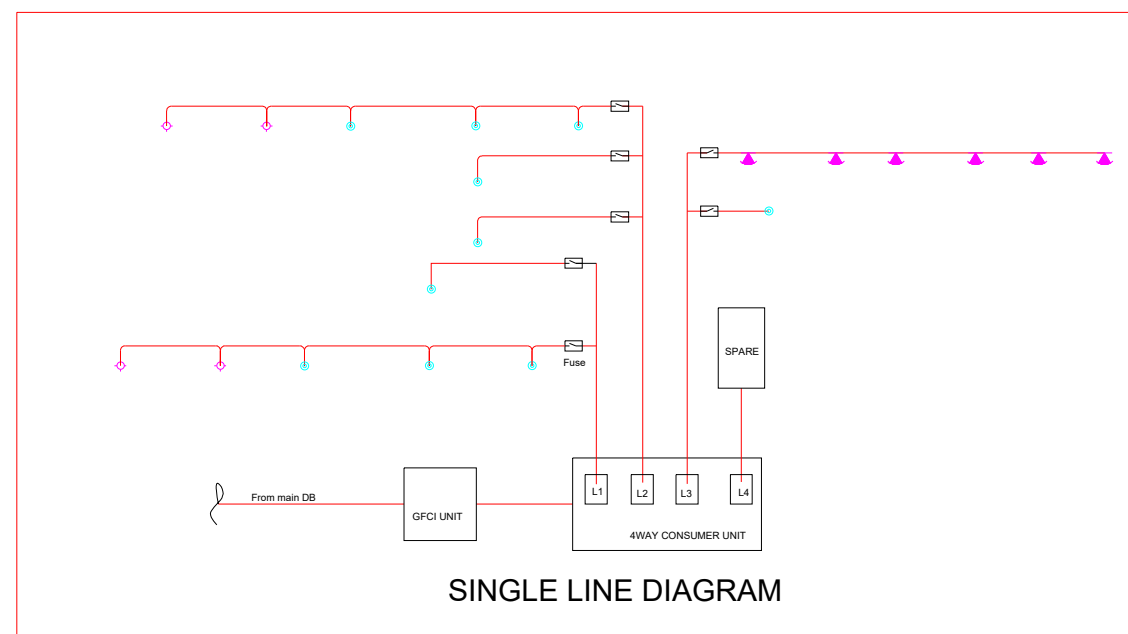 SPARE
Fuse
L1
L2
L3
L4
From main DB
GFCI UNIT
4WAY CONSUMER UNIT
SINGLE LINE DIAGRAM